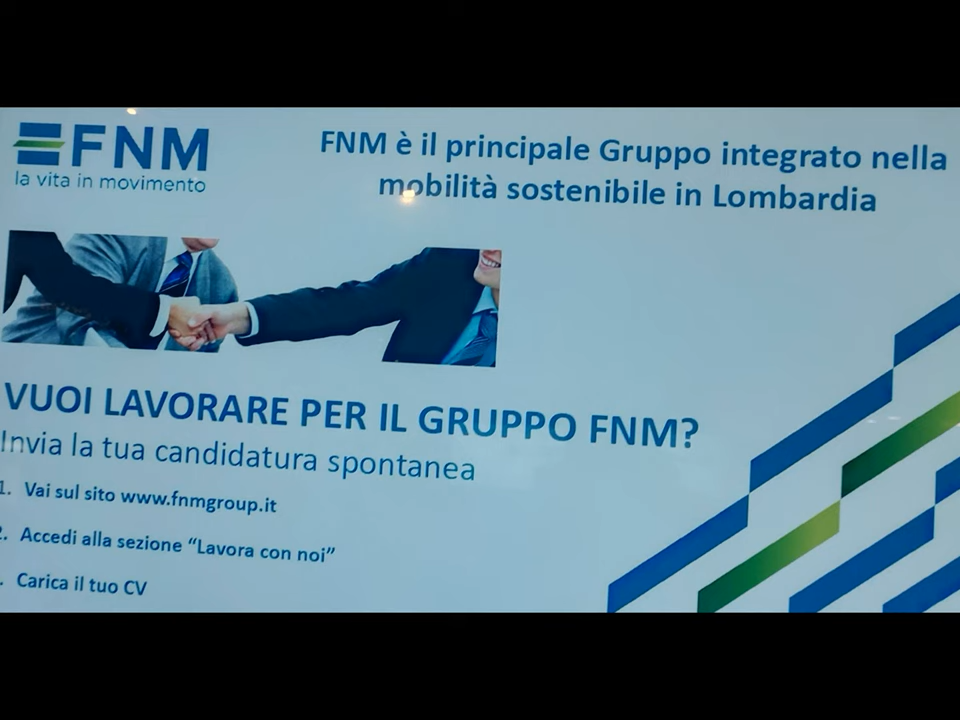 FNM
la vita in movimento
FNM è il principale Gruppo integrato nella
mobilità sostenibile in Lombardia
VUOI LAVORARE PER IL GRUPPO FNM?
Invia la tua candidatura spontanea
1. Vai sul sito www.fnmgroup.it
2. Accedi alla sezione “Lavora con noi”
. Carica il tuo CV